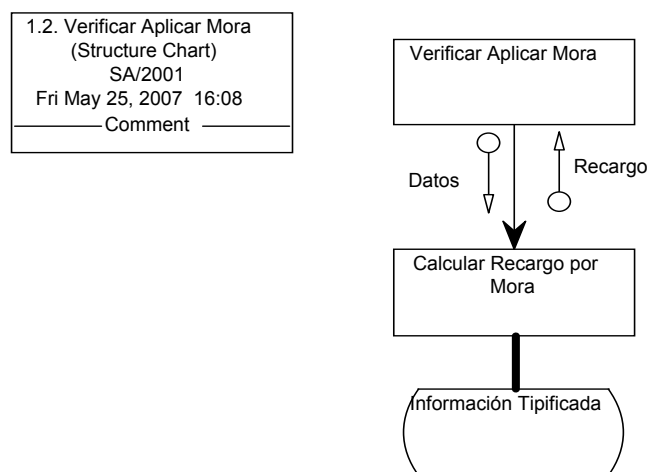 1.2. Verificar Aplicar Mora
(Structure Chart)
SA/2001
Fri May 25, 2007 16:08
Comment
Verificar Aplicar Mora
Datos
Recargo
Calcular Recargo por
Mora
Información Tipificada